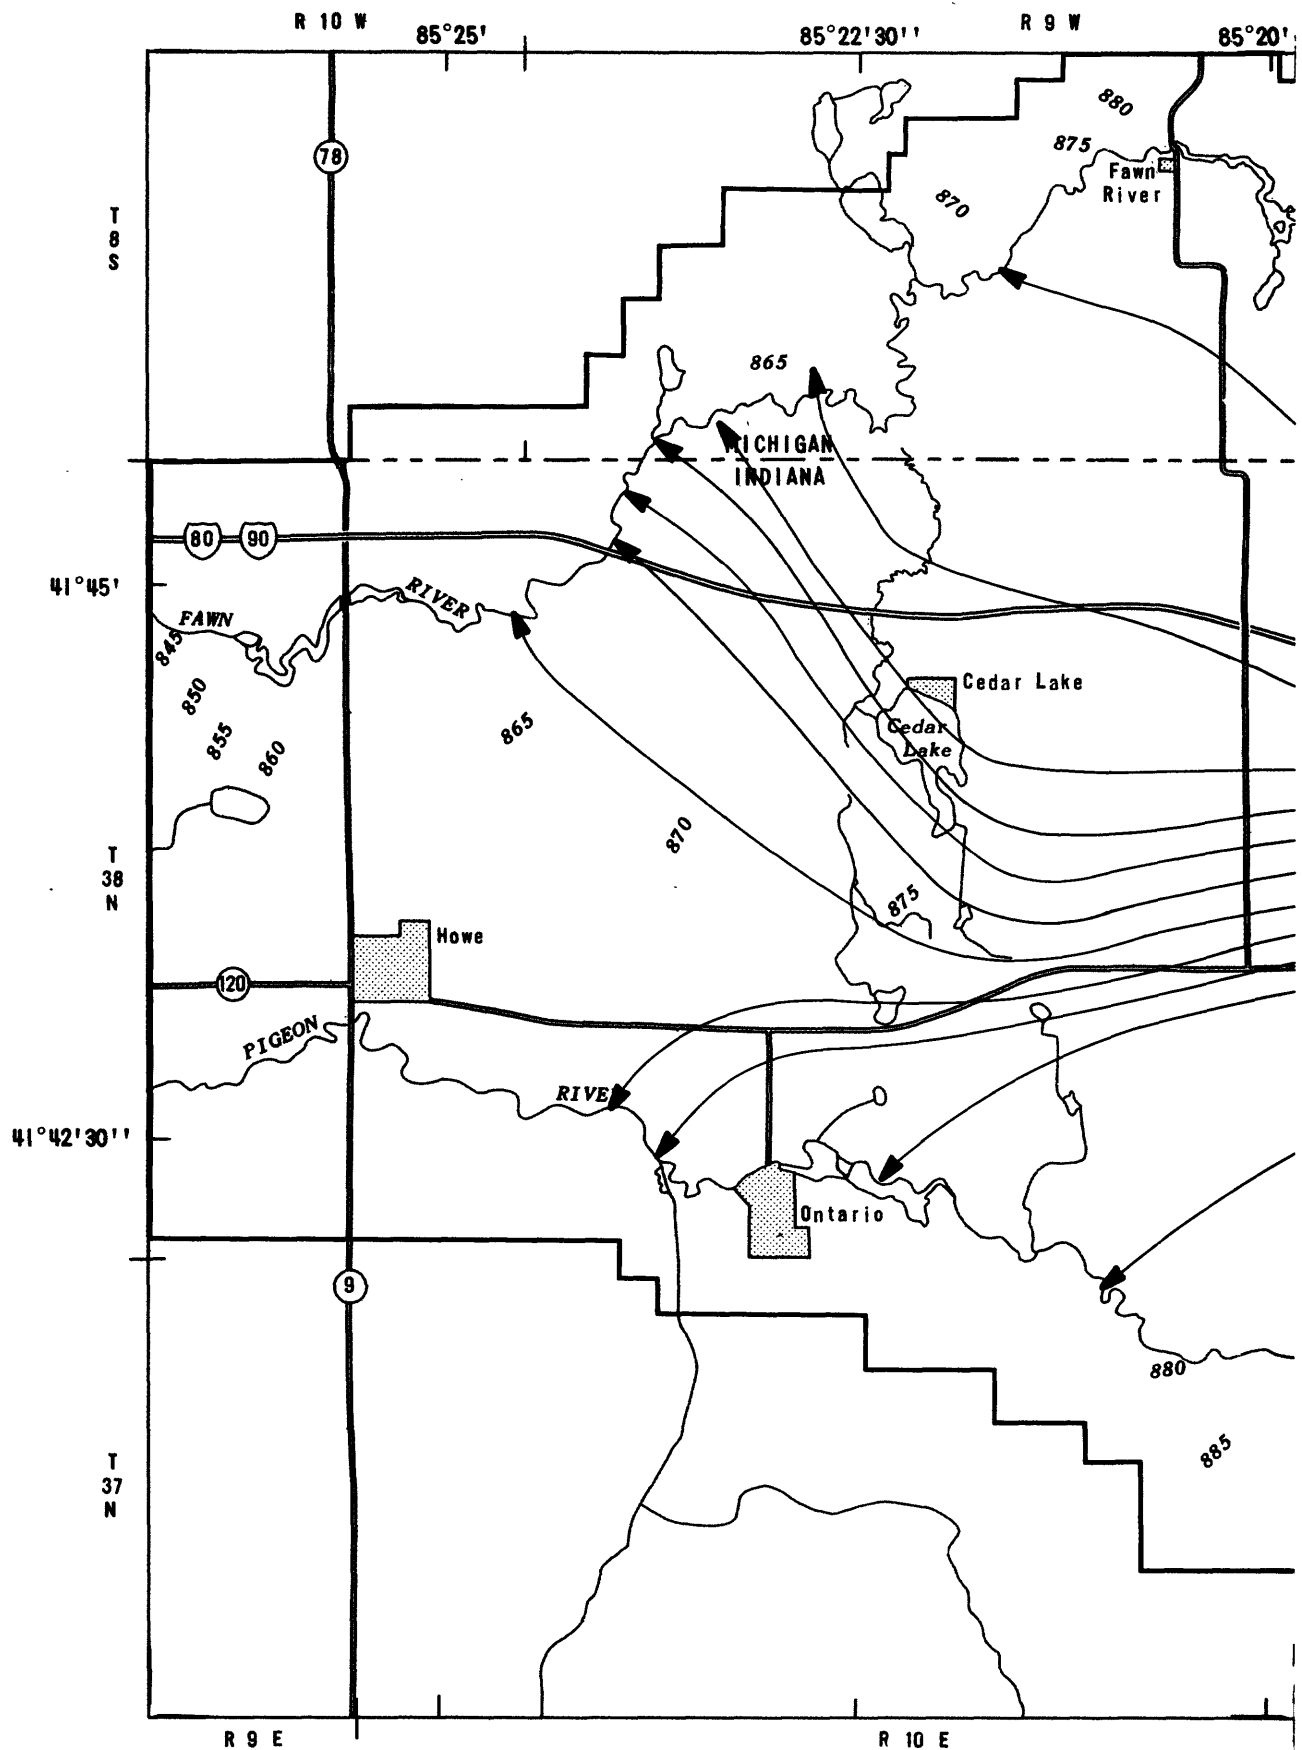 R 10 W
85°25'
85°22'30''
R 9 W
85°20'
880
875
78
Fawn
River
870
T
8
S
865
MICHIGAN
INDIANA
80
90
41°45'
RIVER
FAWN
845
850
855
860
865
Cedar Lake
Cedar
Lake
870
T
38
N
875
Howe
120
PIGEON
RIVE
41°42'30''
Ontario
9
880
885
T
37
N
R 9 E
R 10 E